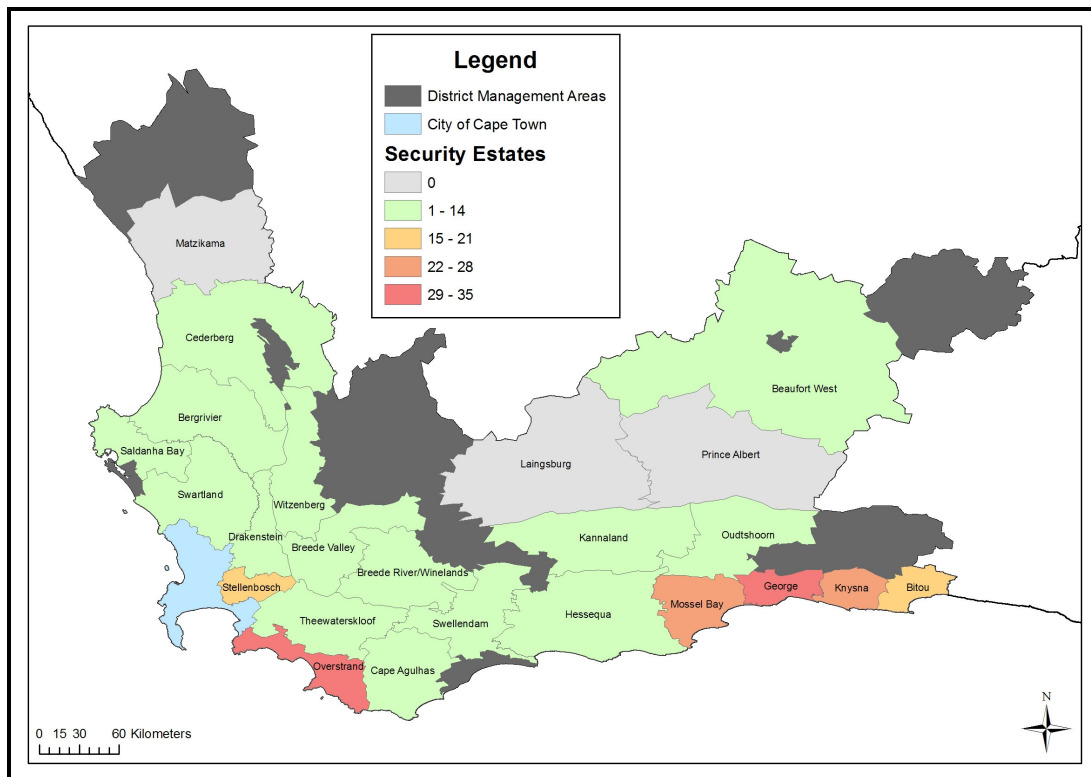 Legend
District Management Areas
City of Cape Town
Security Estates
0
1 - 14
15 - 21
22 - 28
29 - 35
Matzikama
Cederberg
Bergrivier
Beaufort West
Saldanha Bay
Laingsburg
Prince Albert
Swartland
Witzenberg
Drakenstein
Kannaland
Oudtshoorn
Breede Valley
Breede River/Winelands
Stellenbosch
George
Knysna
Bitou
Mossel Bay
Hessequa
Theewaterskloof
Swellendam
Overstrand
Cape Agulhas
N
0 15 30 60 Kilometers